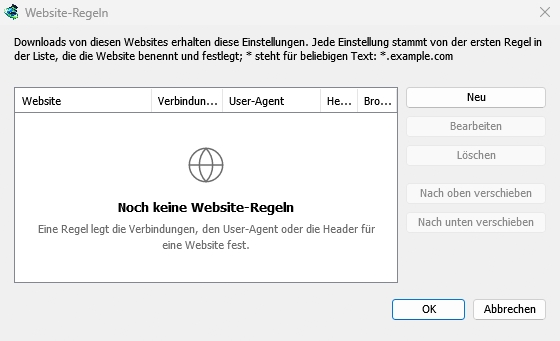 Website-Regeln
Downloads von diesen Websites erhalten diese Einstellungen. Jede Einstellung stammt von der ersten Regel in
der Liste, die die Website benennt und festlegt; * steht für beliebigen Text: *.example.com
Website Verbindun... User-Agent He... Bro...
Neu
Bearbeiten
Löschen
Nach oben verschieben
Nach unten verschieben
Noch keine Website-Regeln
Eine Regel legt die Verbindungen, den User-Agent oder die Header für
eine Website fest.
OK Abbrechen